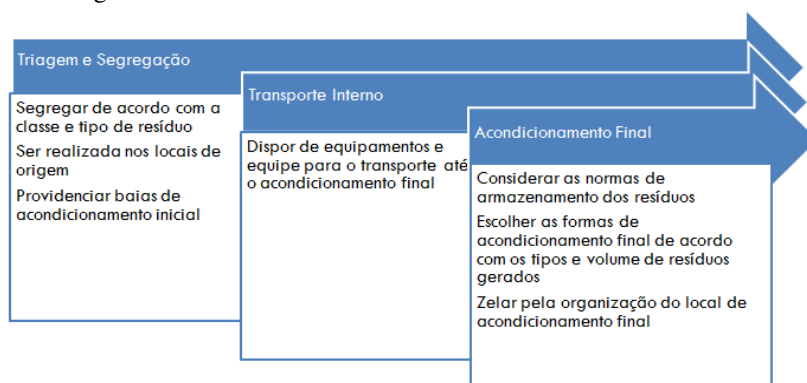 Triagem e Segregação
Segregar de acordo com a
classe e tipo de resíduo
Ser realizada nos locais de
origem
Providenciar baias de
acondicionamento inicial
Transporte Interno
Dispor de equipamentos e
equipe para o transporte até
o acondicionamento final
Acondicionamento Final
Considerar as normas de
armazenamento dos resíduos
Escolher as formas de
acondicionamento final de acordo
com os tipos e volume de resíduos
gerados
Zelar pela organização do local de
acondicionamento final